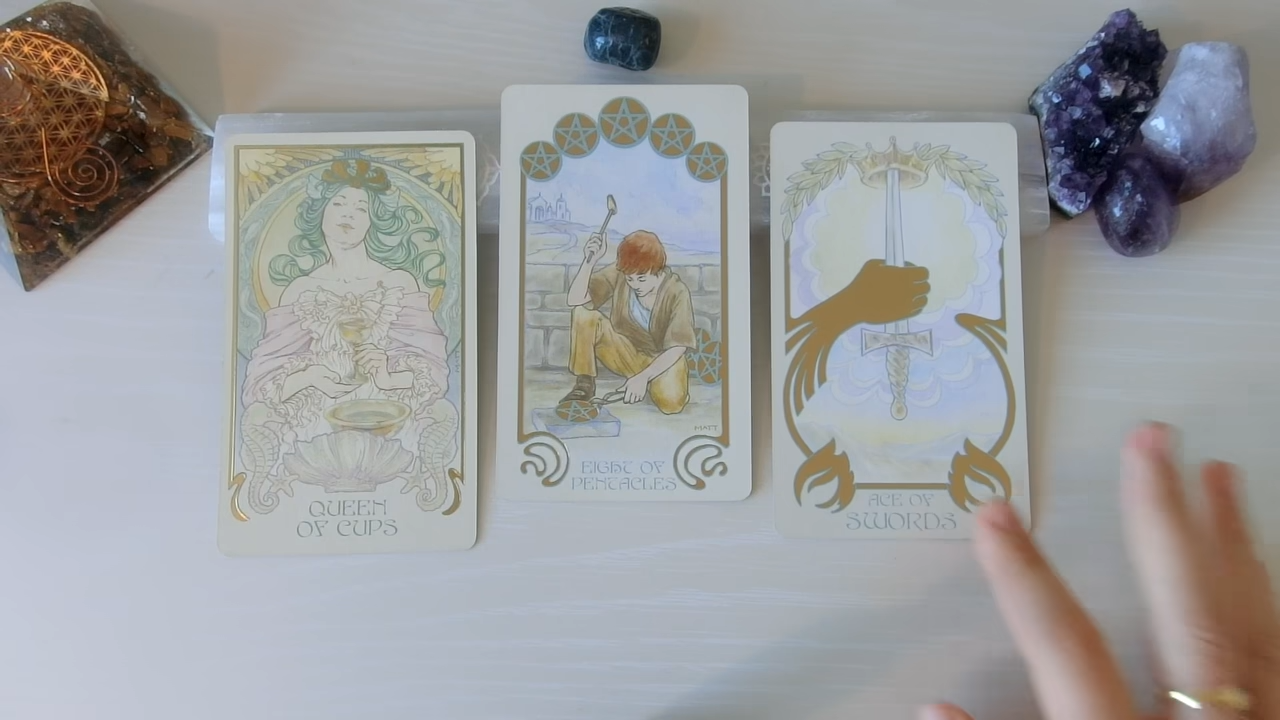 QUEEN
OF CUPS
EIGHT OF
PENTACLES
ACE OF
SWORDS